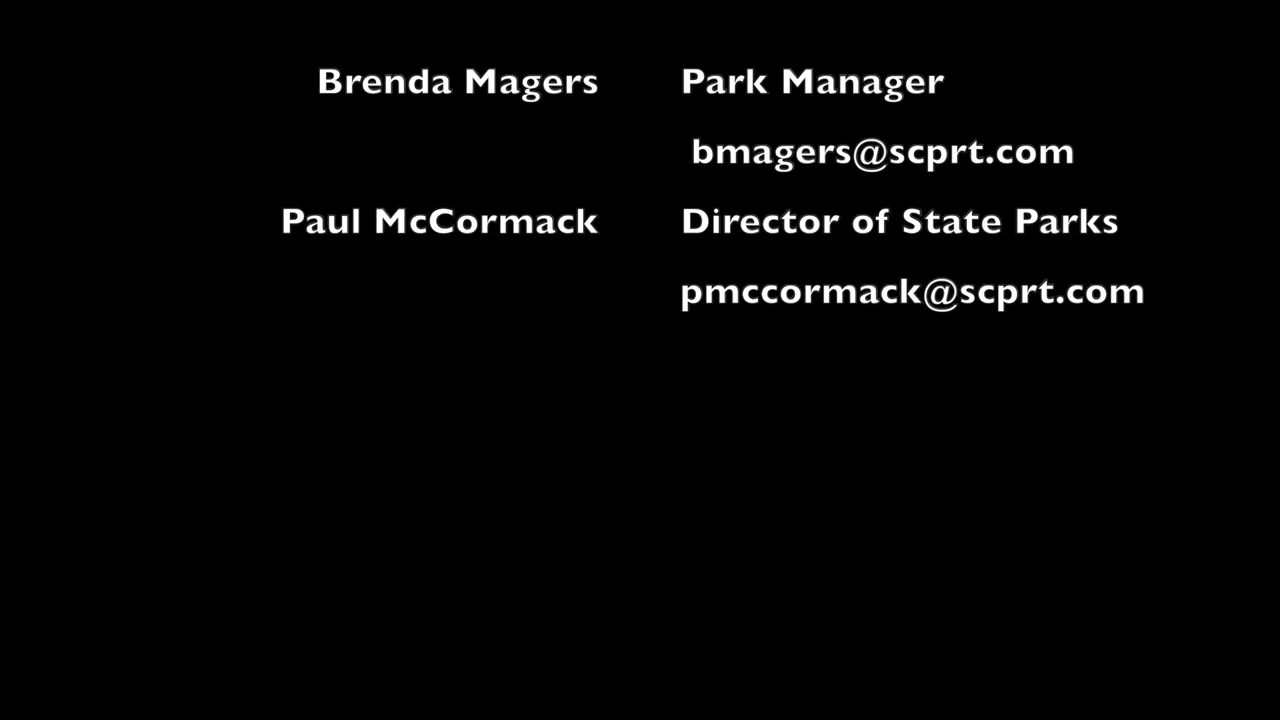 Brenda Magers Park Manager
bmagers@scprt.com
Paul McCormack Director of State Parks
pmccormack@scprt.com